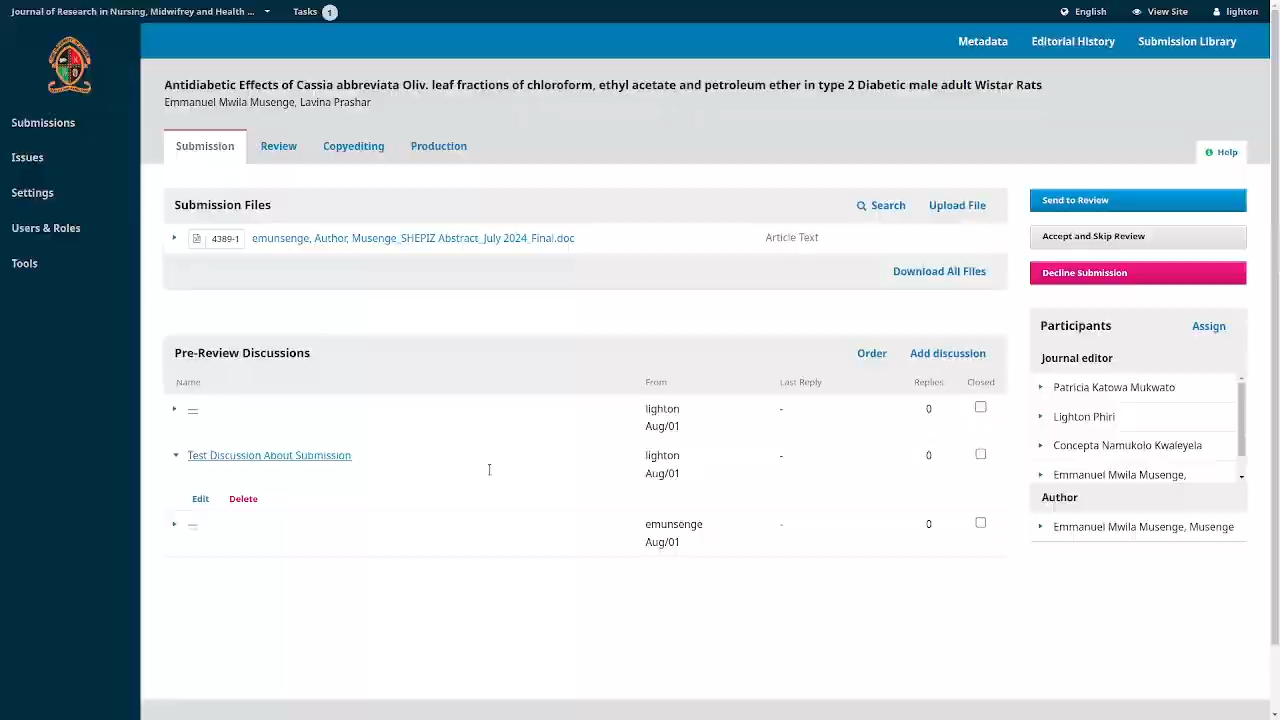 Journal of Research in Nursing, Midwifrey and Health ... Tasks 1 English View Site lighton
Metadata Editorial History Submission Library
Submissions
Issues
Settings
Users & Roles
Tools
Antidiabetic Effects of Cassia abbreviata Oliv. leaf fractions of chloroform, ethyl acetate and petroleum ether in type 2 Diabetic male adult Wistar Rats
Emmanuel Mwila Musenge, Lavina Prashar
Submission Review Copyediting Production
Help
Submission Files Search Upload File
4389-1 emunsenge, Author, Musenge_SHEPIZ Abstract_July 2024_Final.doc Article Text
Download All Files
Send to Review
Accept and Skip Review
Decline Submission
Participants Assign
Journal editor
Patricia Katowa Mukwato
Lighton Phiri
Concepta Namukolo Kwaleyela
Emmanuel Mwila Musenge,
Author
Emmanuel Mwila Musenge, Musenge
Pre-Review Discussions Order Add discussion
Name From Last Reply Replies Closed
— lighton - 0
Aug/01
Test Discussion About Submission lighton - 0
Aug/01
Edit Delete
— emunsenge - 0
Aug/01